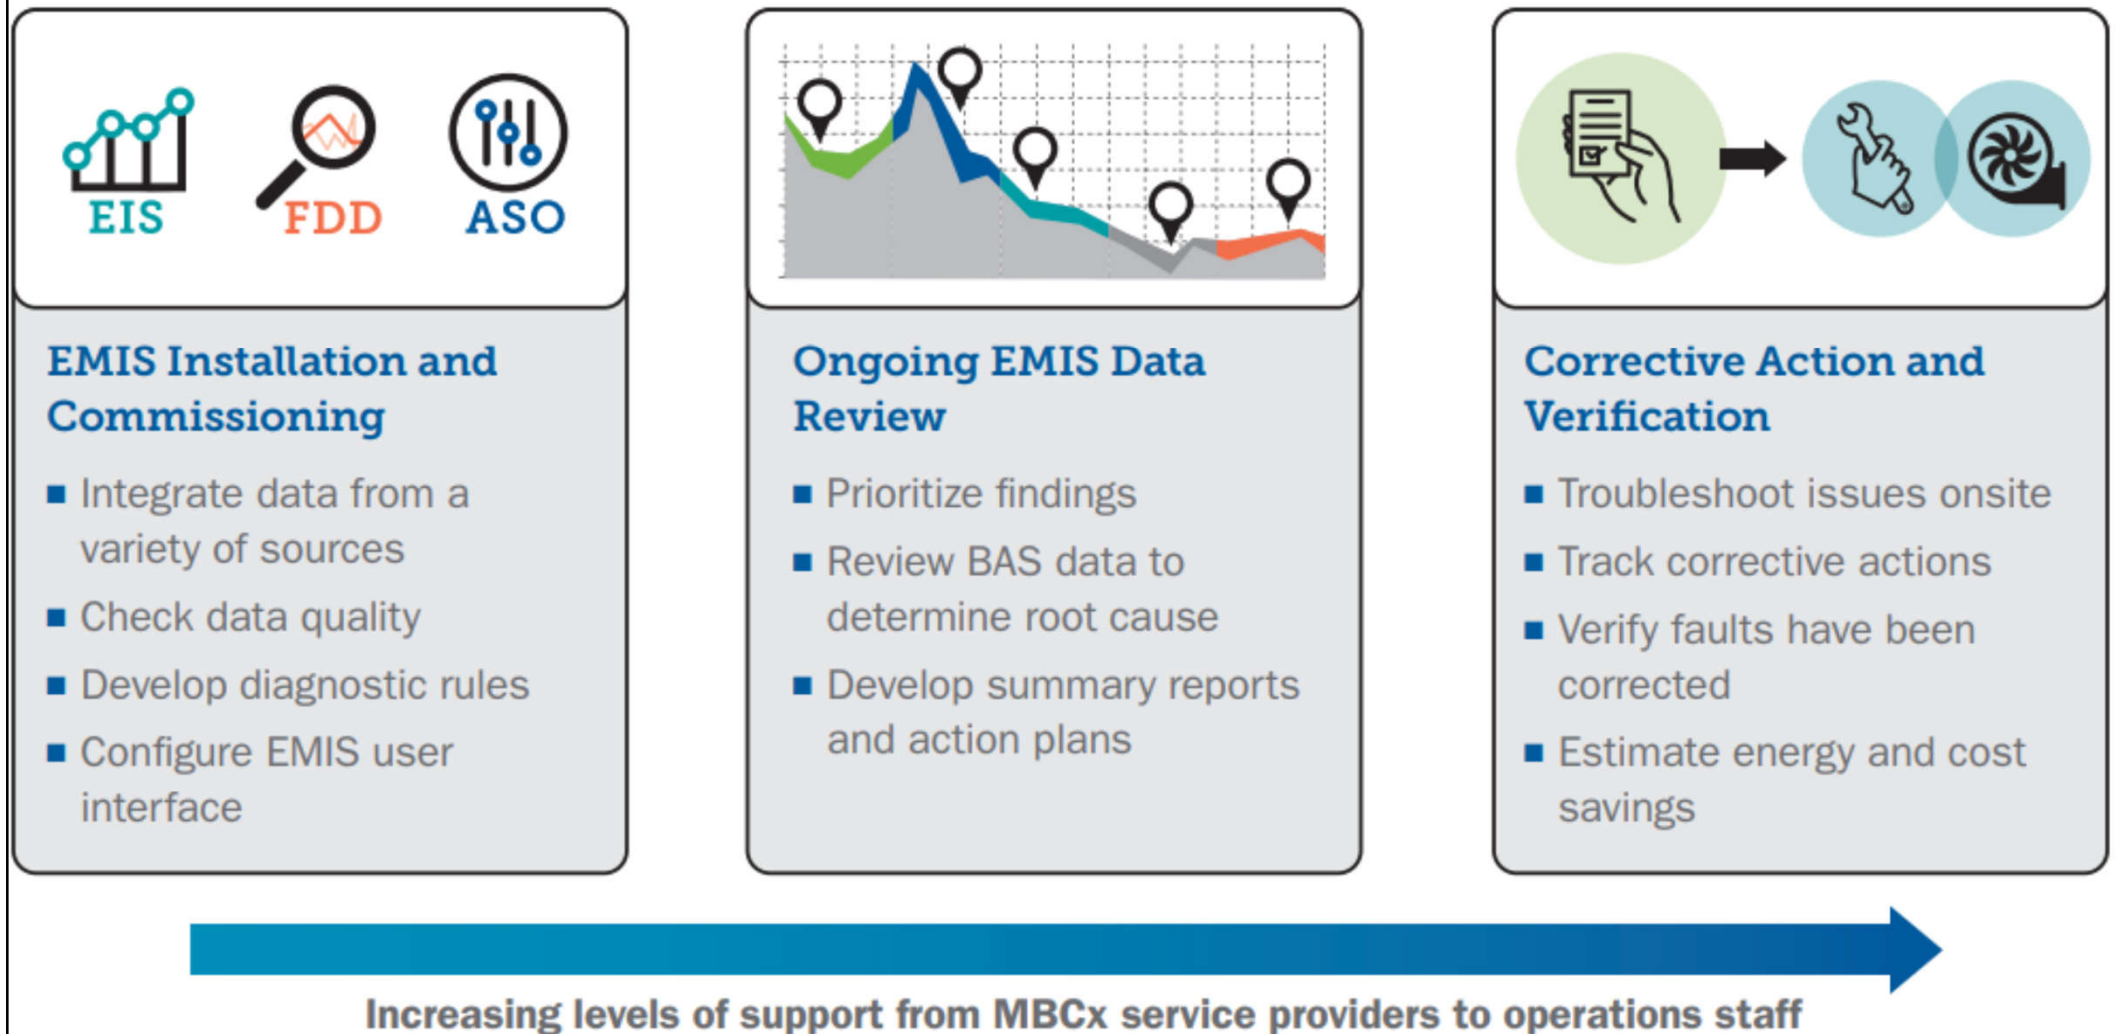 EIS
FDD
ASO
EMIS Installation and
Commissioning
Integrate data from a
variety of sources
Check data quality
Develop diagnostic rules
Configure EMIS user
interface
Ongoing EMIS Data
Review
Prioritize findings
Review BAS data to
determine root cause
Develop summary reports
and action plans
Corrective Action and
Verification
Troubleshoot issues onsite
Track corrective actions
Verify faults have been
corrected
Estimate energy and cost
savings
Increasing levels of support from MBCx service providers to operations staff